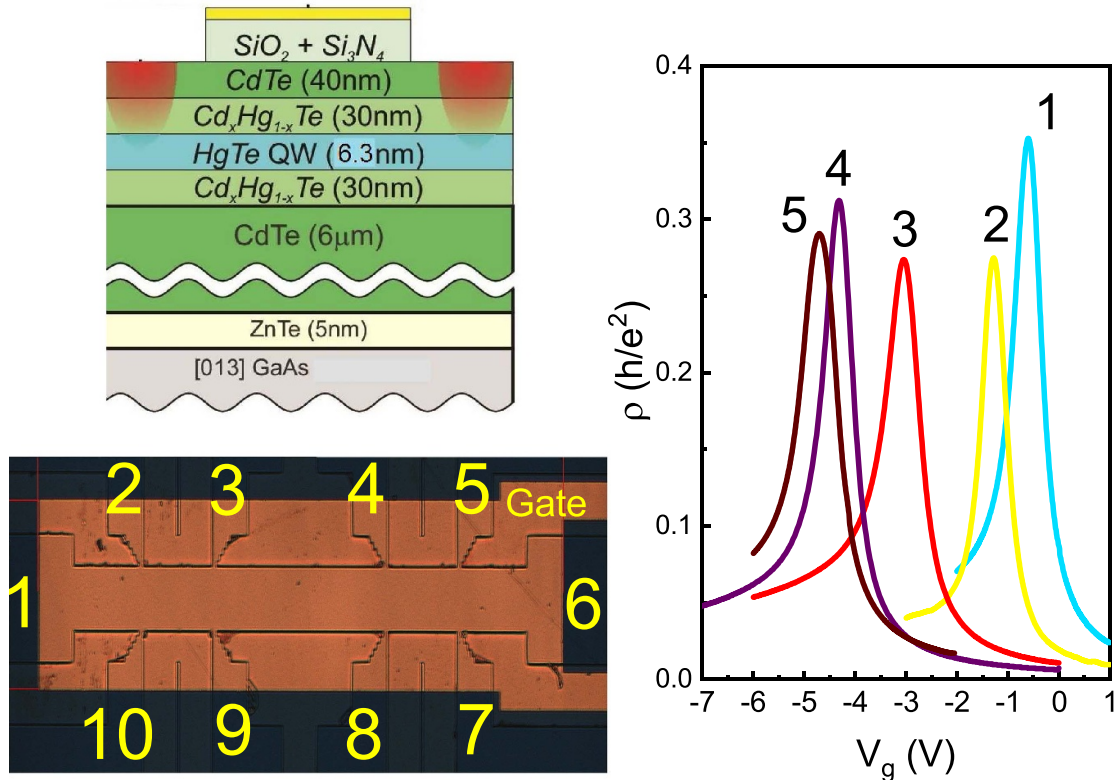 SiO₂ + Si₃N₄
CdTe (40nm)
CdₓHg₁₋ₓTe (30nm)
HgTe QW (6.3nm)
CdₓHg₁₋ₓTe (30nm)
CdTe (6μm)
ZnTe (5nm)
[013] GaAs
2 3 4 5
Gate
1 6
10 9 8 7
0.4
0.3
0.2
0.1
0.0
ρ (h/e²)
1
2
3
4
5
-7 -6 -5 -4 -3 -2 -1 0 1
V_g (V)